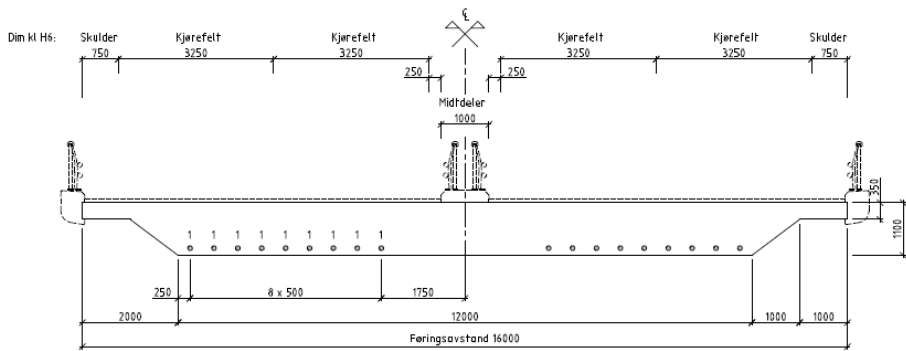 Dim kl H6: Skulder Kjørefelt Kjørefelt ℄ Kjørefelt Kjørefelt Skulder
750 3250 3250 3250 3250 750
250 250
Midtdeler
1000
350
1100
1 1 1 1 1 1 1 1 1
250 8 x 500 1750
2000 12000 1000 1000
Føringsavstand 16000